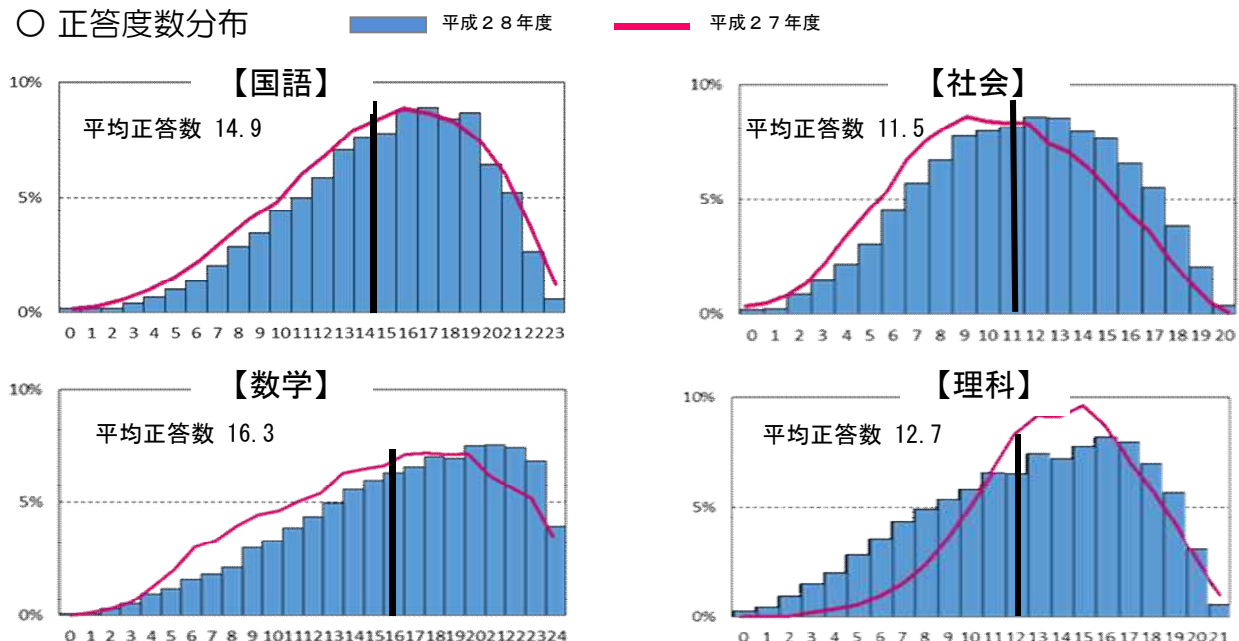 ○ 正答度数分布 平成２８年度 平成２７年度
【国語】
平均正答数 14.9
10%
5%
0%
0 1 2 3 4 5 6 7 8 9 10 11 12 13 14 15 16 17 18 19 20 21 22 23
【社会】
平均正答数 11.5
10%
5%
0%
0 1 2 3 4 5 6 7 8 9 10 11 12 13 14 15 16 17 18 19 20
【数学】
平均正答数 16.3
10%
5%
0%
0 1 2 3 4 5 6 7 8 9 10 11 12 13 14 15 16 17 18 19 20 21 22 23 24
【理科】
平均正答数 12.7
10%
5%
0%
0 1 2 3 4 5 6 7 8 9 10 11 12 13 14 15 16 17 18 19 20 21